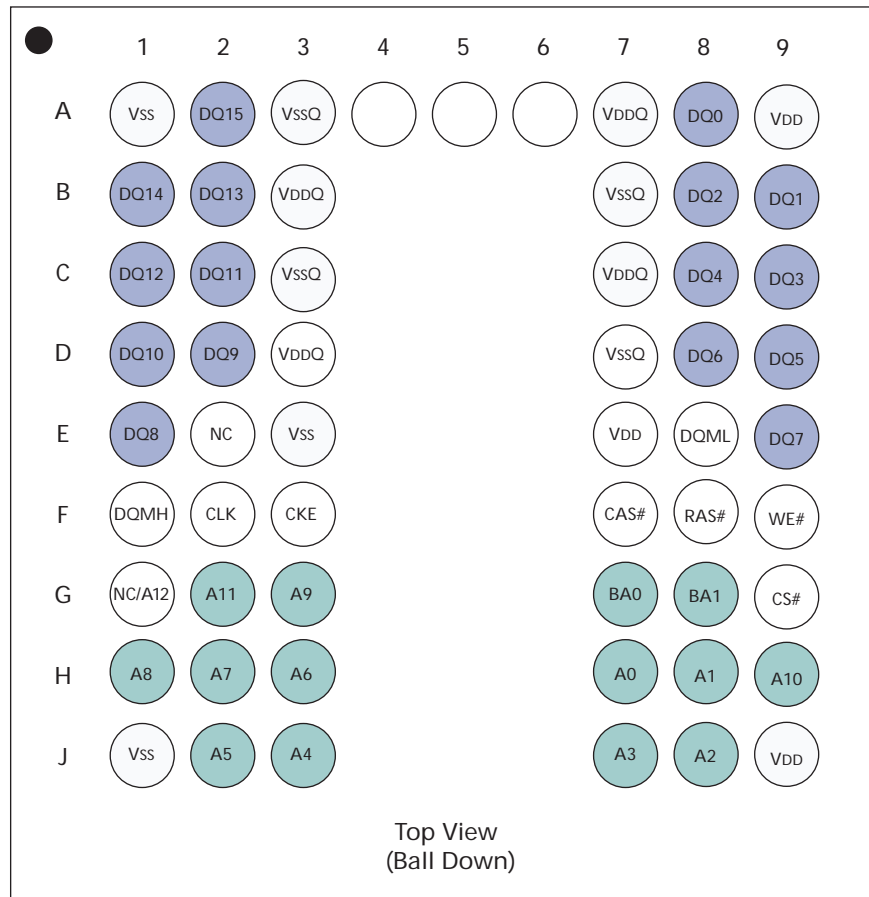 1 2 3 4 5 6 7 8 9
A VSS DQ15 VSSQ VDDQ DQ0 VDD
B DQ14 DQ13 VDDQ VSSQ DQ2 DQ1
C DQ12 DQ11 VSSQ VDDQ DQ4 DQ3
D DQ10 DQ9 VDDQ VSSQ DQ6 DQ5
E DQ8 NC VSS VDD DQML DQ7
F DQMH CLK CKE CAS# RAS# WE#
G NC/A12 A11 A9 BA0 BA1 CS#
H A8 A7 A6 A0 A1 A10
J VSS A5 A4 A3 A2 VDD
Top View
(Ball Down)